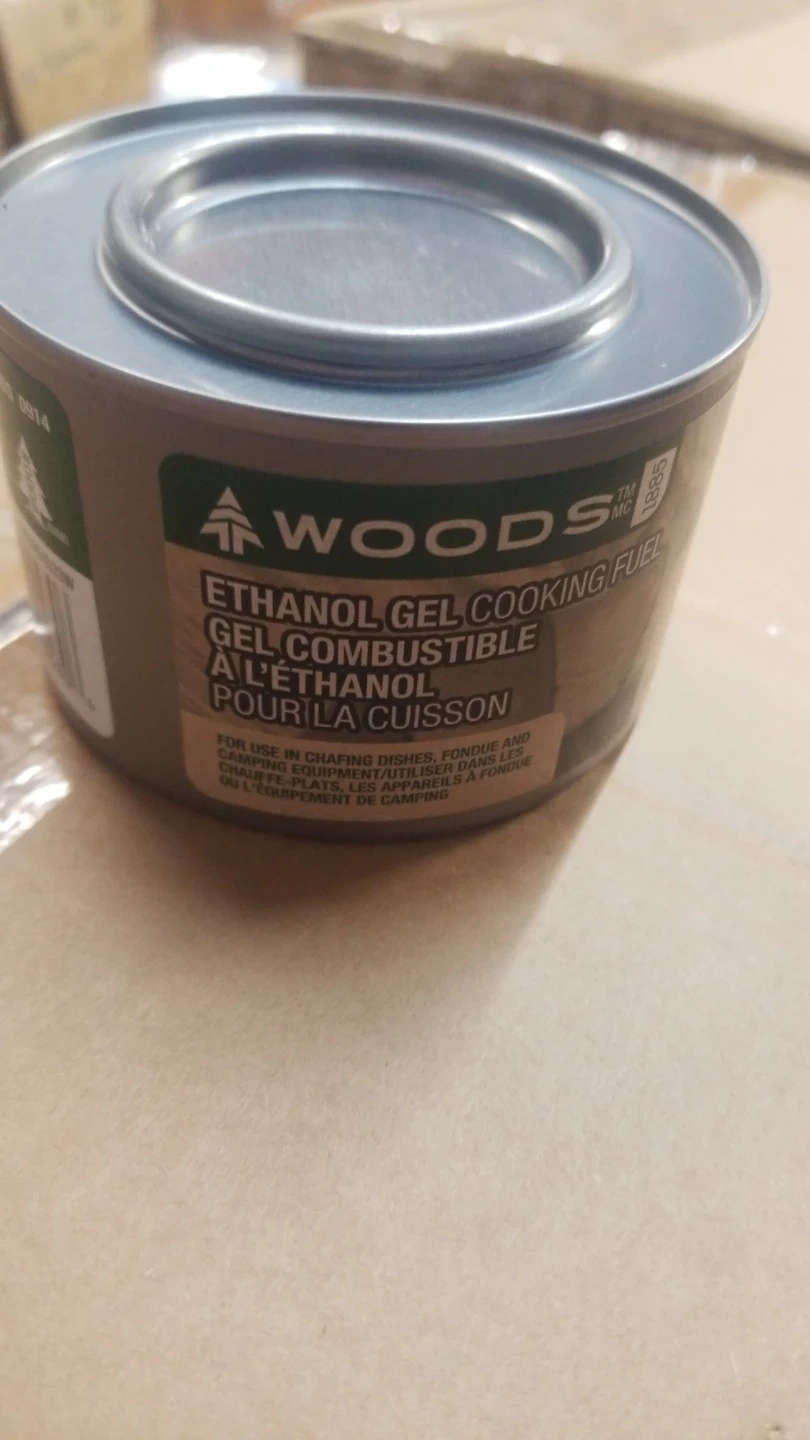 0914
WOODS TM MC 1885
ETHANOL GEL COOKING FUEL
GEL COMBUSTIBLE
À L'ÉTHANOL
POUR LA CUISSON
FOR USE IN CHAFING DISHES, FONDUE AND
CAMPING EQUIPMENT/UTILISER DANS LES
CHAUFFE-PLATS, LES APPAREILS À FONDUE
OU L'ÉQUIPEMENT DE CAMPING